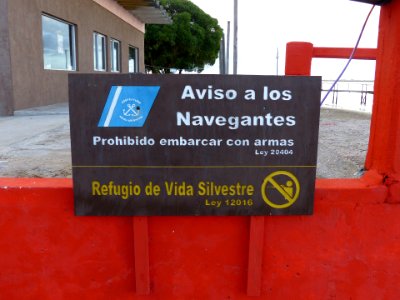 Aviso a los
Navegantes
Prohibido embarcar con armas
Ley 20404
Refugio de Vida Silvestre
Ley 12016